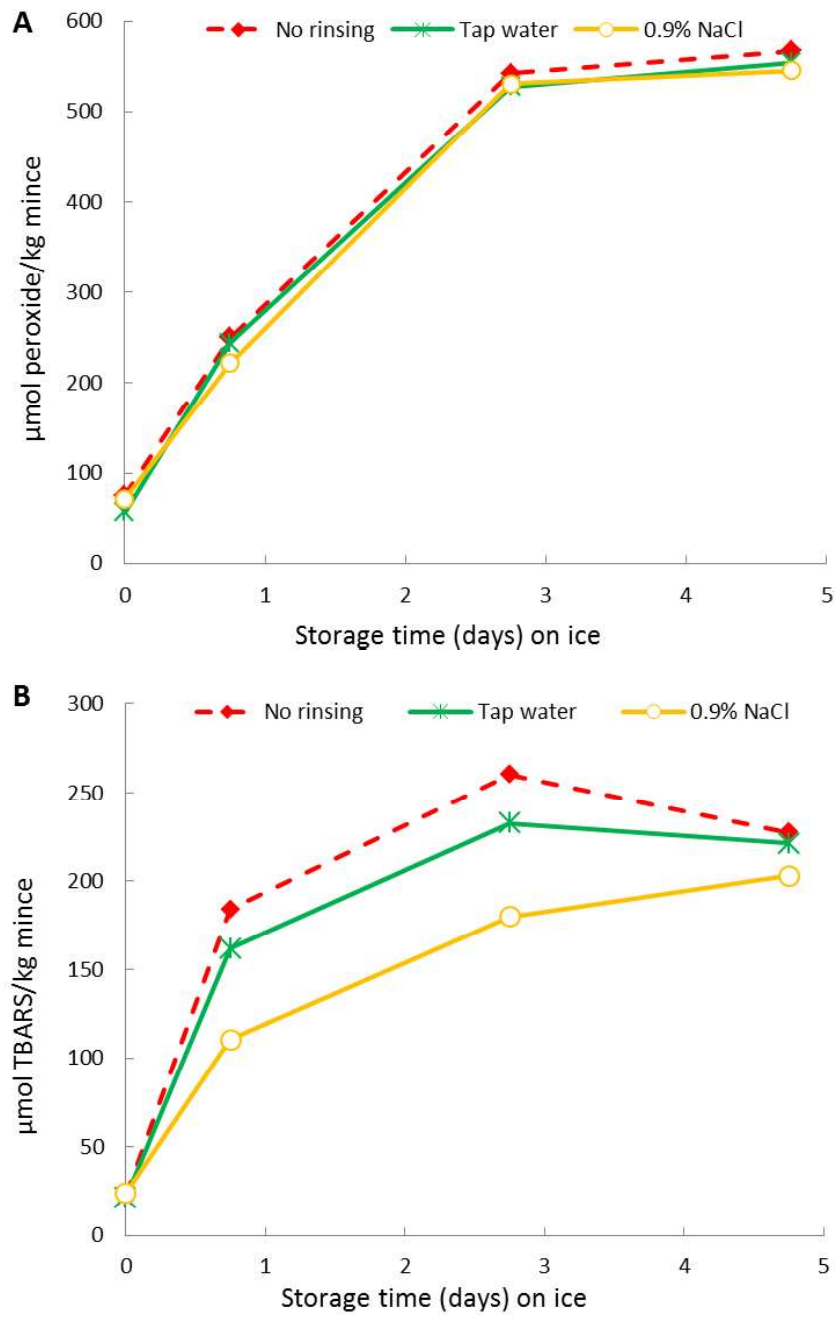 A
No rinsing Tap water 0.9% NaCl
600
500
400
300
200
100
0
µmol peroxide/kg mince
0 1 2 3 4 5
Storage time (days) on ice
B
No rinsing Tap water 0.9% NaCl
300
250
200
150
100
50
0
µmol TBARS/kg mince
0 1 2 3 4 5
Storage time (days) on ice